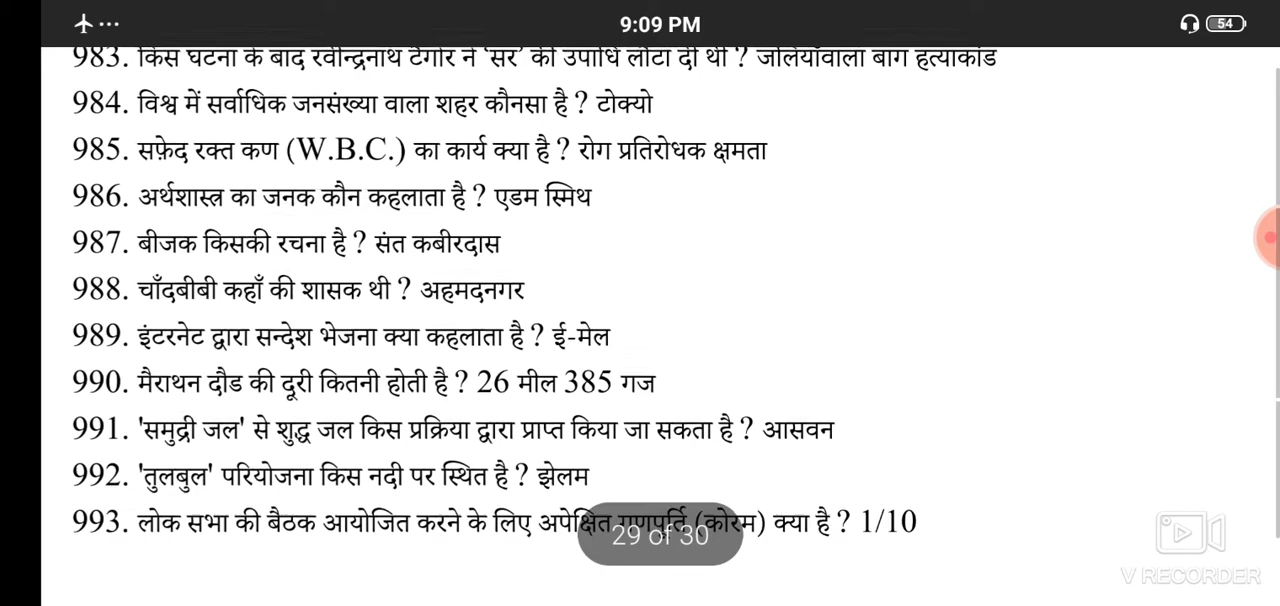 9:09 PM
54
983. किस घटना के बाद रवीन्द्रनाथ टैगोर ने 'सर' की उपाधि लौटा दी थी ? जलियाँवाला बाग हत्याकांड
984. विश्व में सर्वाधिक जनसंख्या वाला शहर कौनसा है ? टोक्यो
985. सफ़ेद रक्त कण (W.B.C.) का कार्य क्या है ? रोग प्रतिरोधक क्षमता
986. अर्थशास्त्र का जनक कौन कहलाता है ? एडम स्मिथ
987. बीजक किसकी रचना है ? संत कबीरदास
988. चाँदबीबी कहाँ की शासक थी ? अहमदनगर
989. इंटरनेट द्वारा सन्देश भेजना क्या कहलाता है ? ई-मेल
990. मैराथन दौड की दूरी कितनी होती है ? 26 मील 385 गज
991. 'समुद्री जल' से शुद्ध जल किस प्रक्रिया द्वारा प्राप्त किया जा सकता है ? आसवन
992. 'तुलबुल' परियोजना किस नदी पर स्थित है ? झेलम
993. लोक सभा की बैठक आयोजित करने के लिए अपेक्षित गणपूर्ति (कोरम) क्या है ? 1/10
29 of 30
V RECORDER